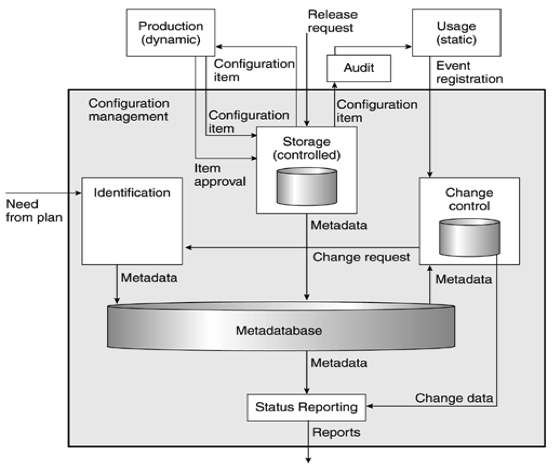 Production
(dynamic)
Release
request
Usage
(static)
Configuration
item
Audit
Event
registration
Configuration
management
Configuration
item
Configuration
item
Storage
(controlled)
Item
approval
Need
from plan
Identification
Change
control
Metadata
Change request
Metadata
Metadata
Metadatabase
Metadata
Change data
Status Reporting
Reports